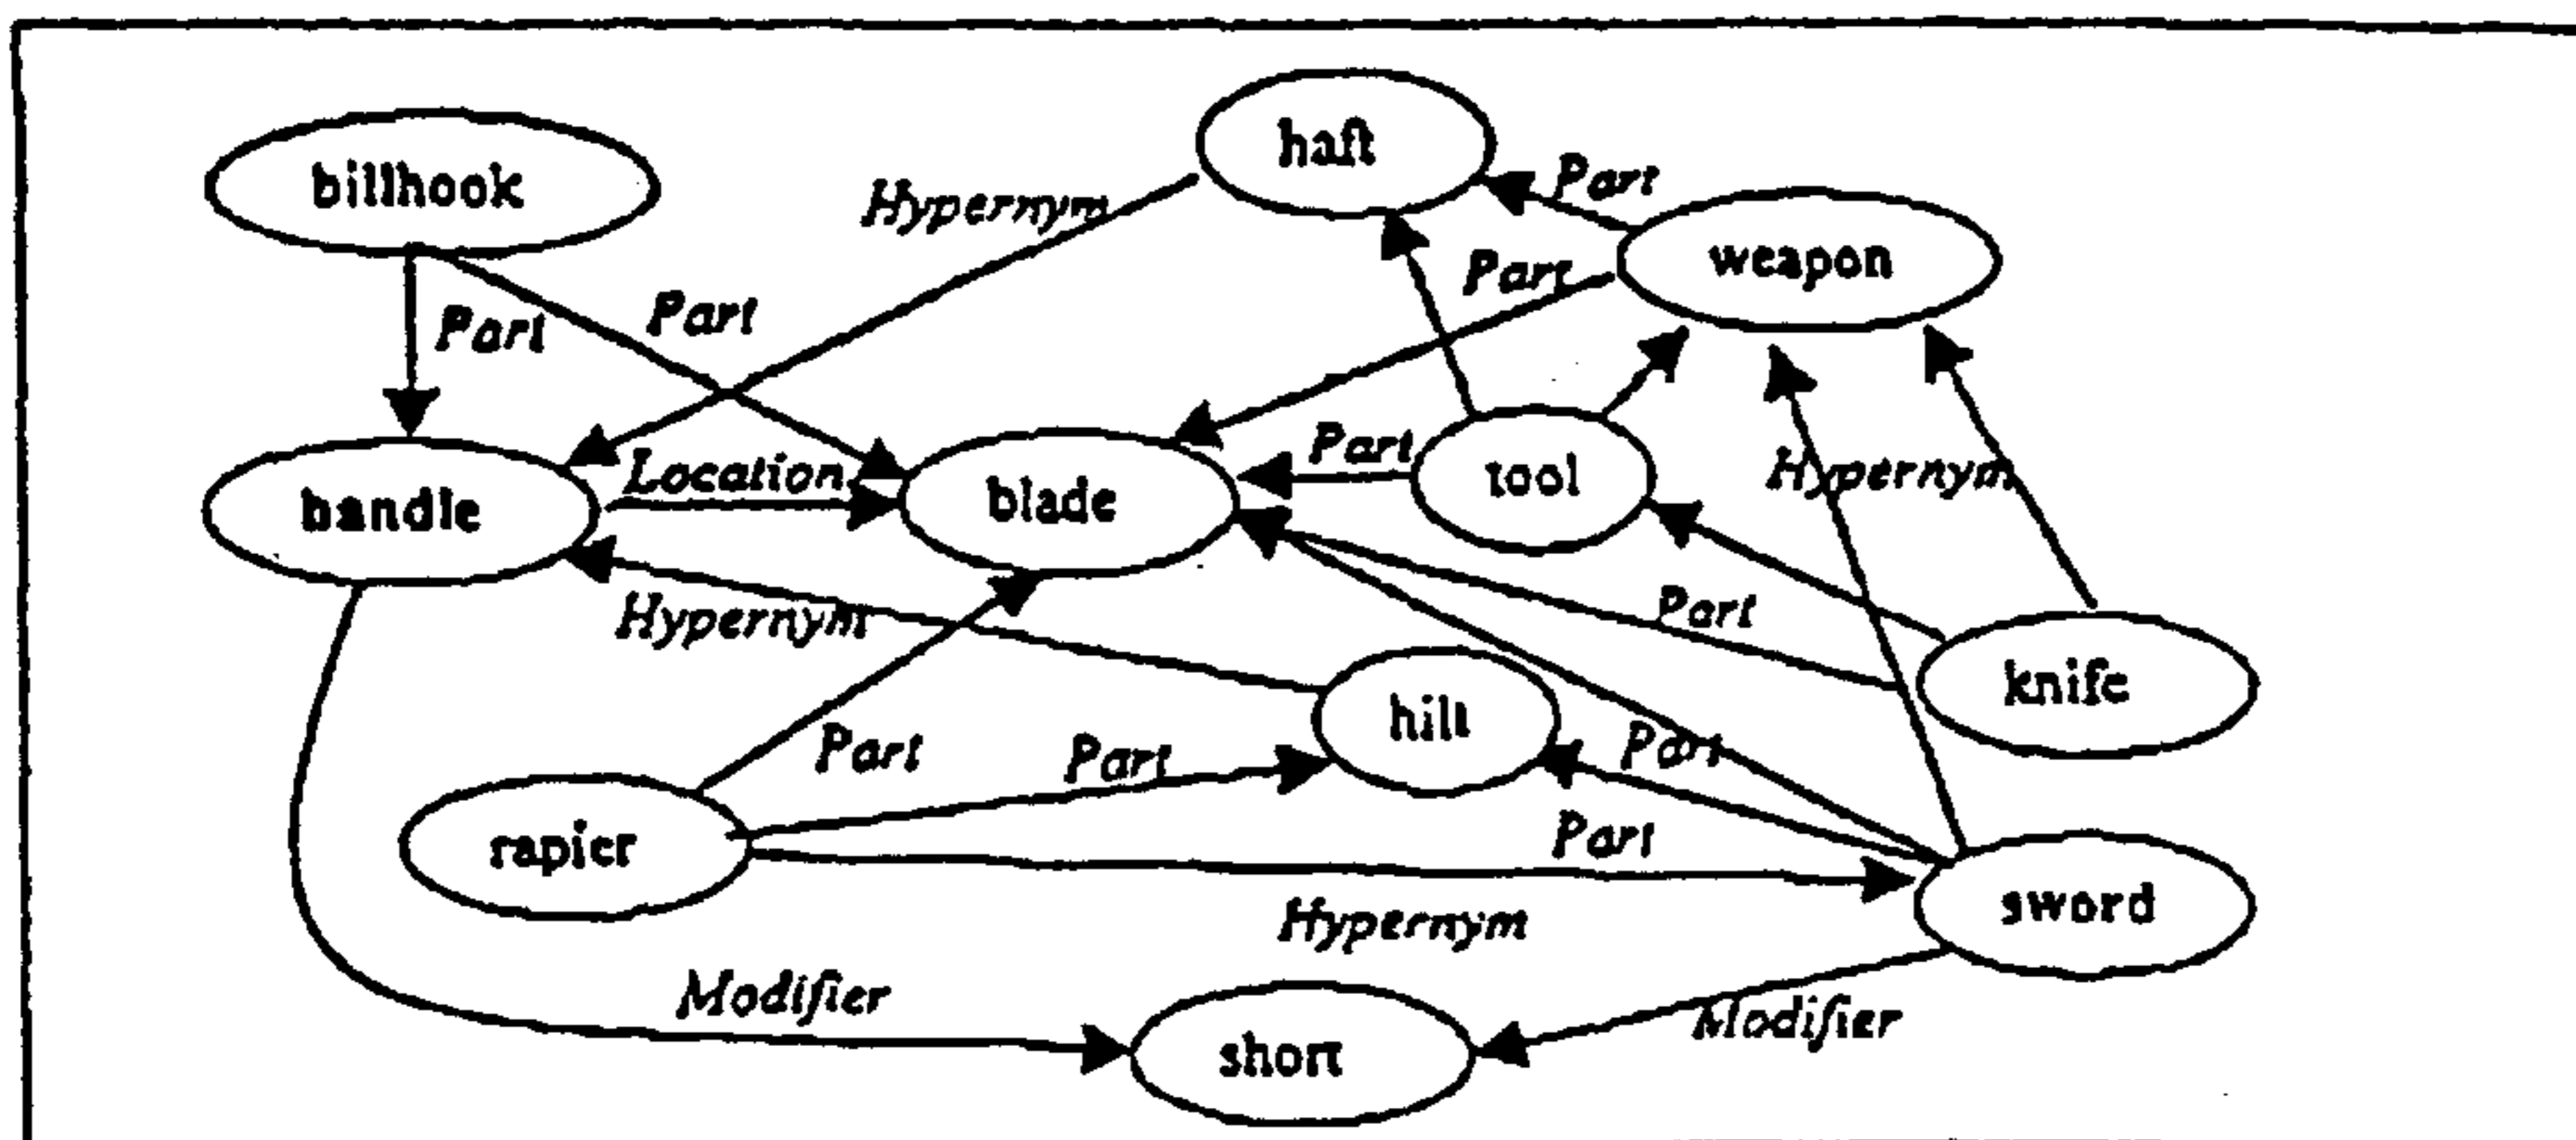 haft
Part
billhook
Hypernym
weapon
Part
Part
Part
Part
Location
Hypernym
tool
handle
blade
Part
Hypernym
knife
hilt
Part
Part
Part
Part
rapier
sword
Hypernym
Modifier
Modifier
short